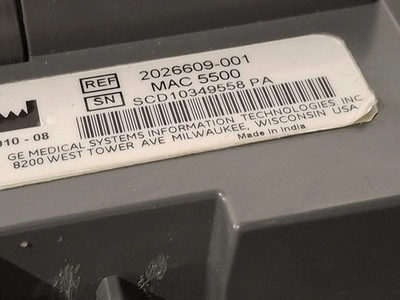 REF 2026609-001
MAC 5500
SN SCD10349558 PA
10 - 08
GE MEDICAL SYSTEMS INFORMATION TECHNOLOGIES, INC.
8200 WEST TOWER AVE MILWAUKEE, WISCONSIN USA
Made in India